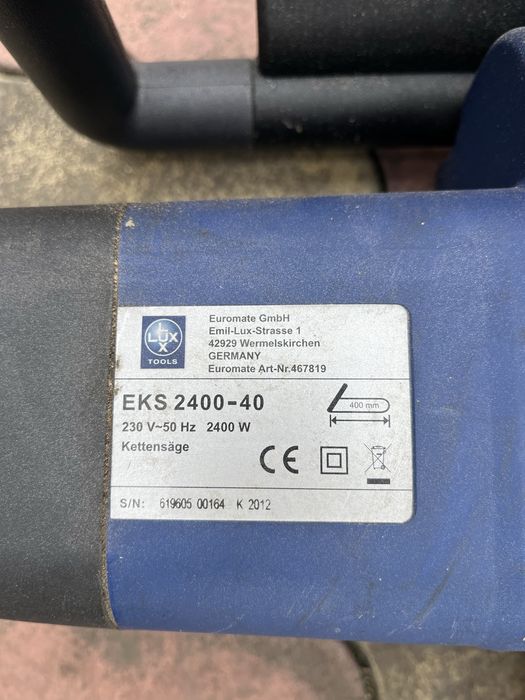 LUX
LUX
TOOLS
Euromate GmbH
Emil-Lux-Strasse 1
42929 Wermelskirchen
GERMANY
Euromate Art-Nr.467819
EKS 2400-40
400 mm
230 V~50 Hz 2400 W
Kettensäge
CE
S/N: 619605 00164 K 2012